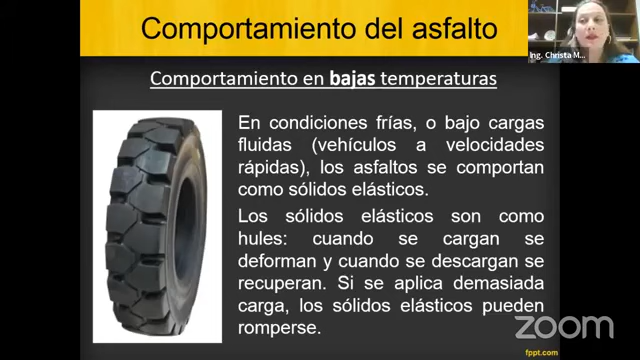 Comportamiento del asfalto
Ing. Christa M...
Comportamiento en bajas temperaturas
En condiciones frías, o bajo cargas
fluidas (vehículos a velocidades
rápidas), los asfaltos se comportan
como sólidos elásticos.
Los sólidos elásticos son como
hules: cuando se cargan se
deforman y cuando se descargan se
recuperan. Si se aplica demasiada
carga, los sólidos elásticos pueden
romperse.
zoom
fppt.com